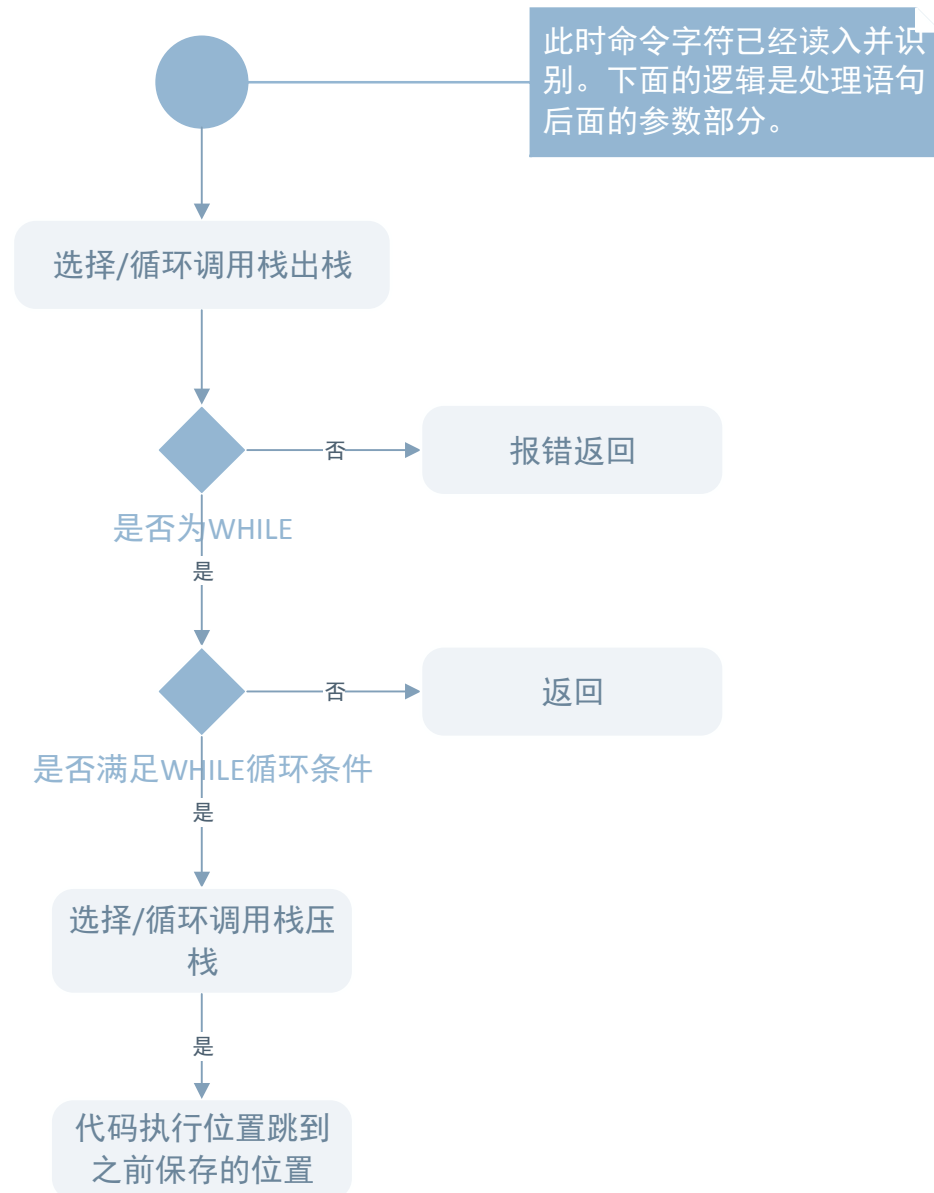 此时命令字符已经读入并识
别。下面的逻辑是处理语句
后面的参数部分。
选择/循环调用栈出栈
否
报错返回
是否为WHILE
是
否
返回
是否满足WHILE循环条件
是
选择/循环调用栈压
栈
是
代码执行位置跳到
之前保存的位置